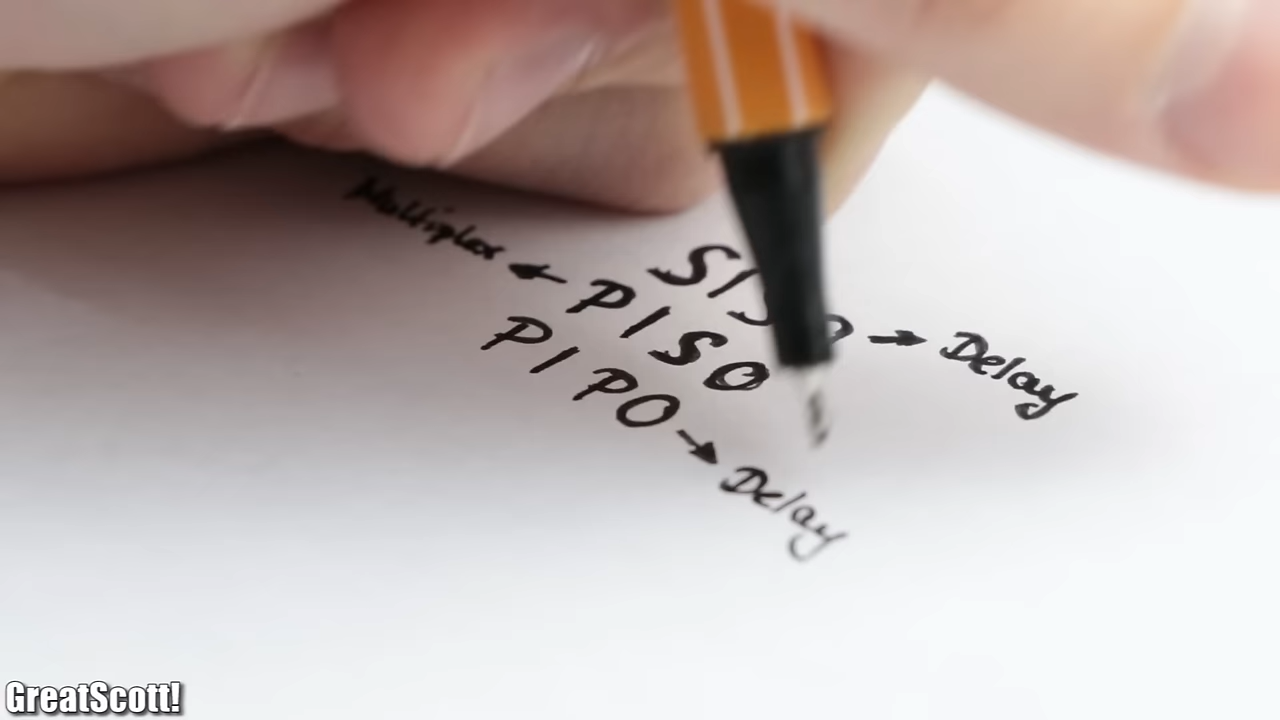 SISO → Delay
Multiplex ← PISO
PIPO → Delay
GreatScott!